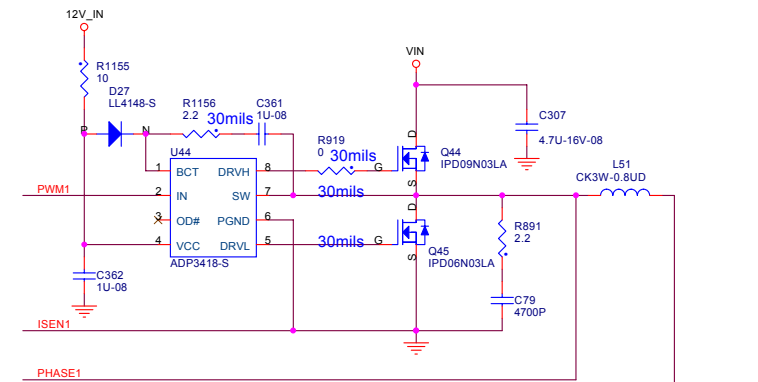 12V_IN
VIN
R1155
10
D27
LL4148-S
R1156
2.2
30mils
C361
1U-08
C307
4.7U-16V-08
P
N
R919
0
30mils
D
G
S
Q44
IPD09N03LA
U44
1
BCT
DRVH
8
L51
CK3W-0.8UD
PWM1
2
IN
SW
7
30mils
3
OD#
PGND
6
D
G
S
R891
2.2
4
VCC
DRVL
5
30mils
Q45
IPD06N03LA
ADP3418-S
C362
1U-08
C79
4700P
ISEN1
PHASE1